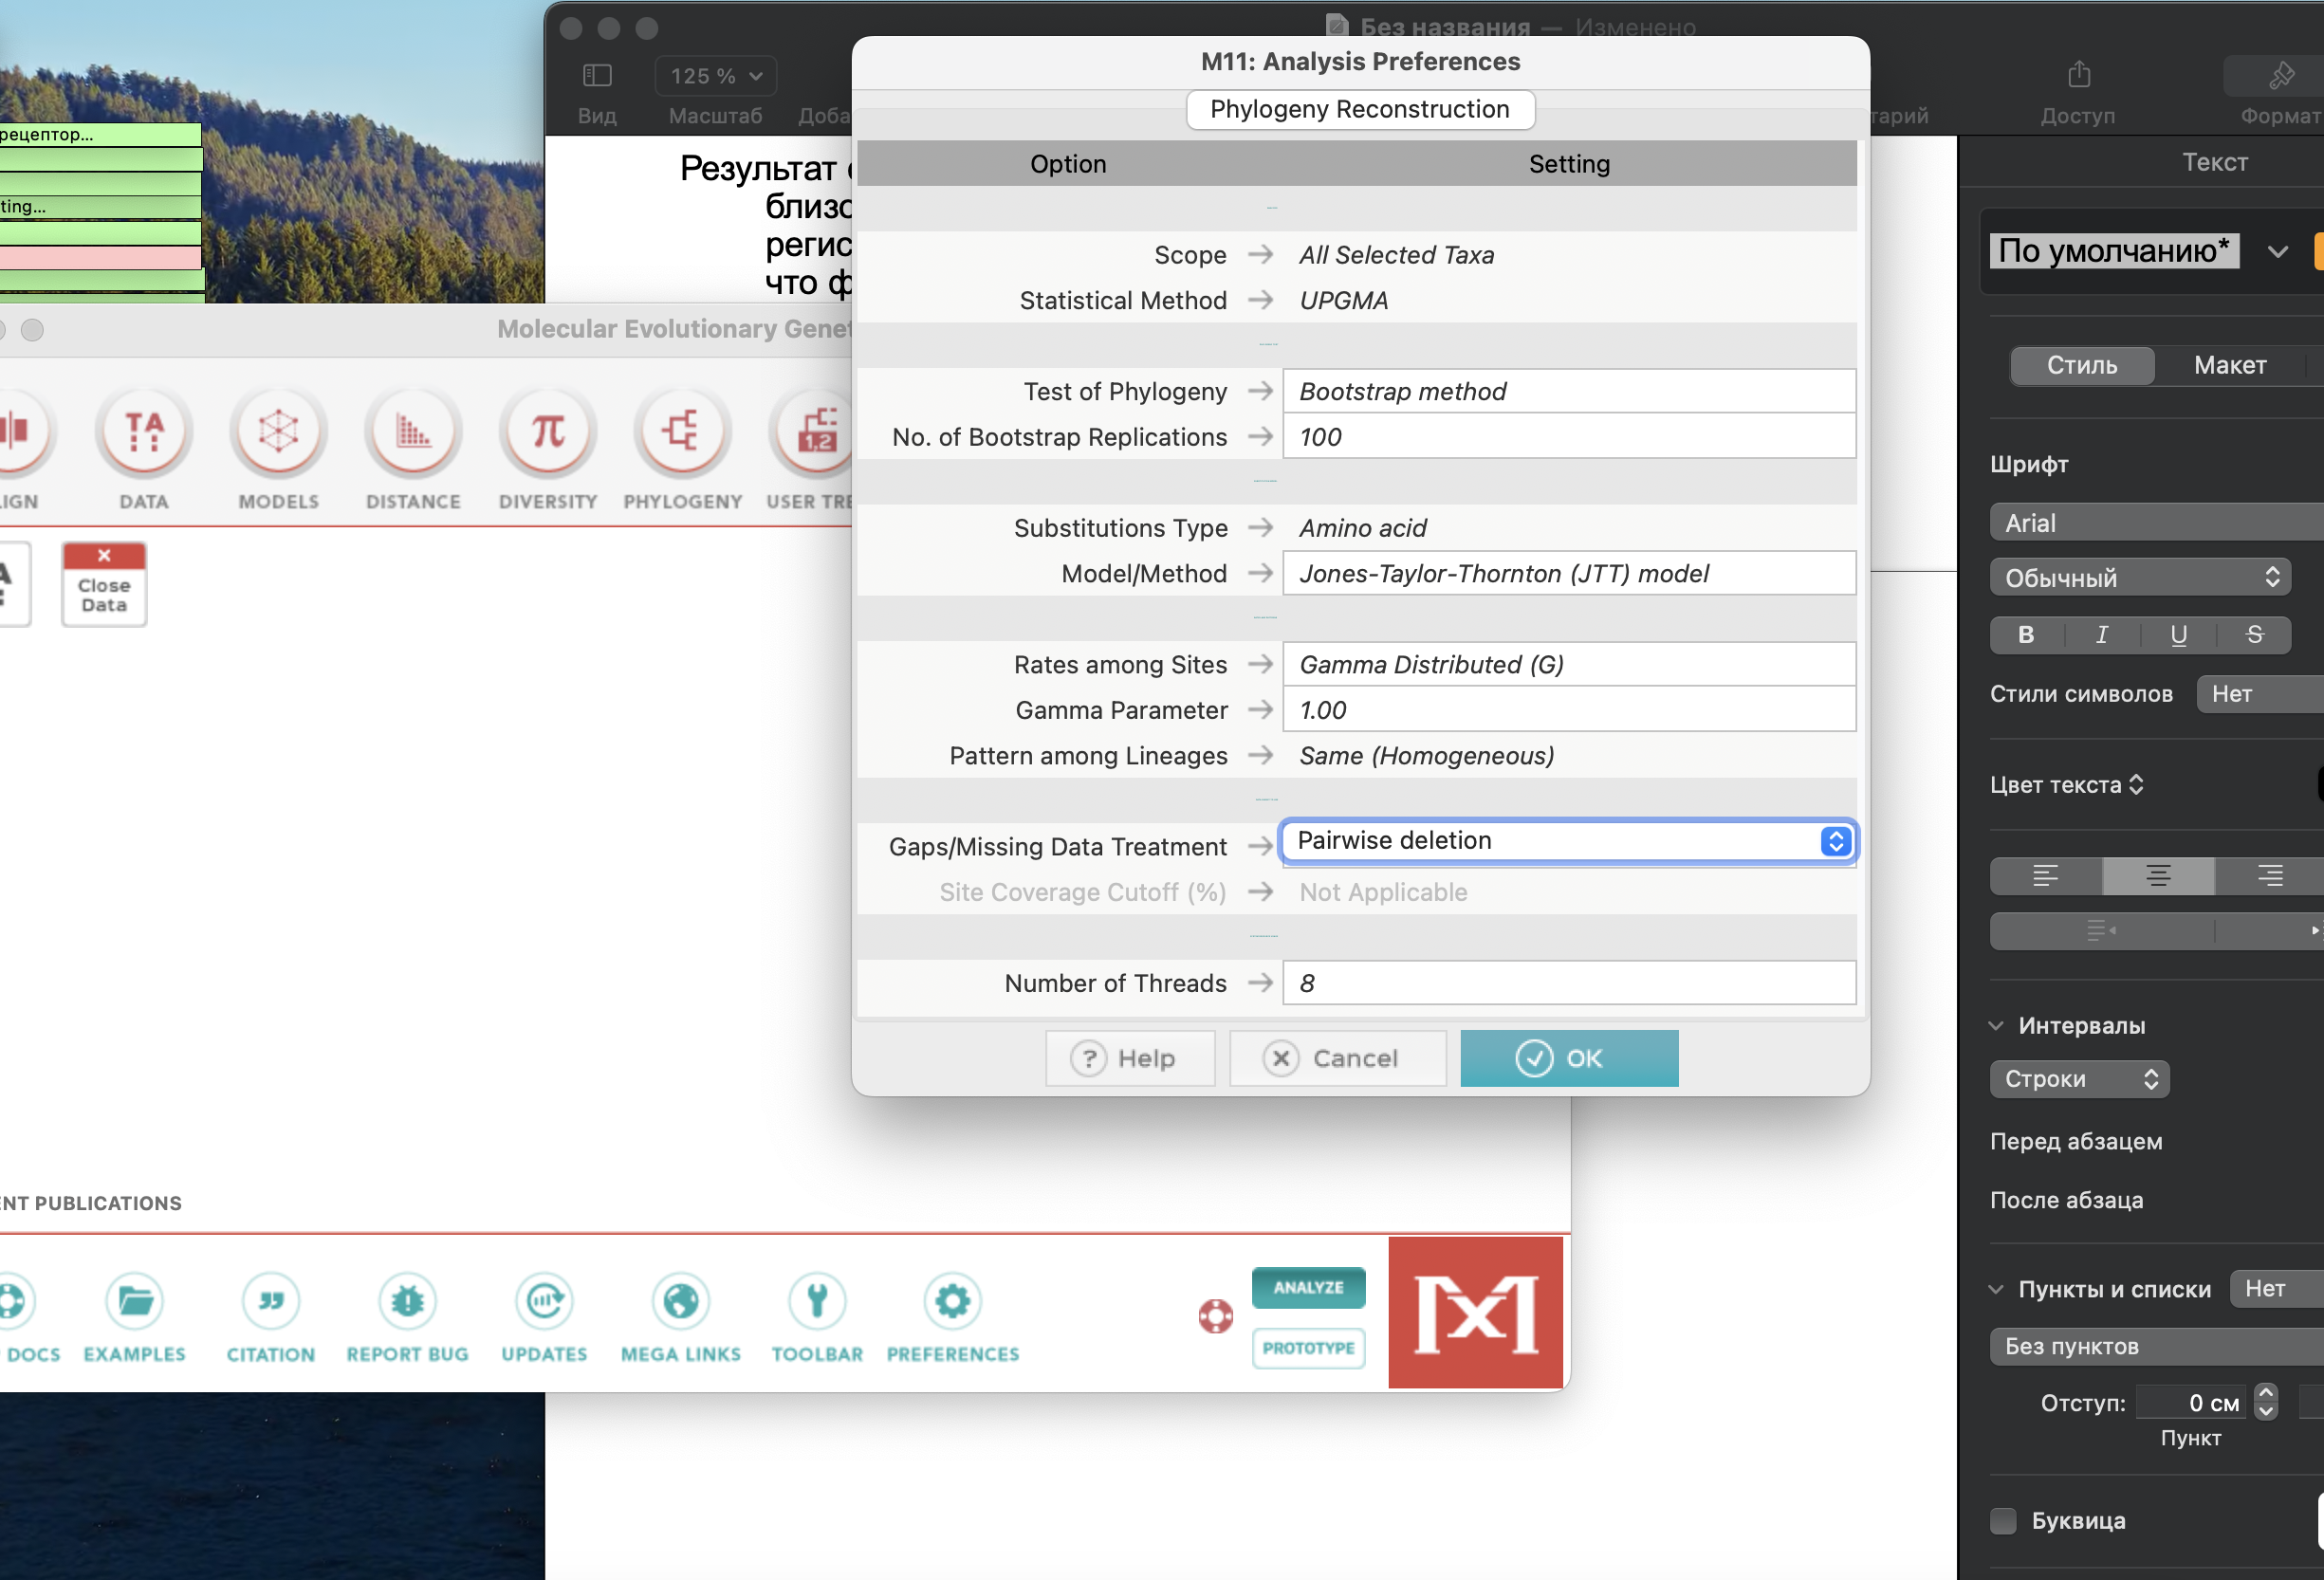 Без названия — Изменено
M11: Analysis Preferences
125 %
Вид
Масштаб
Доба
тарий
Доступ
Формат
Phylogeny Reconstruction
Option
Setting
рецептор...
ting...
Результат
близо
регис
что ф
Scope
All Selected Taxa
Statistical Method
UPGMA
Test of Phylogeny
Bootstrap method
No. of Bootstrap Replications
100
Substitutions Type
Amino acid
Model/Method
Jones-Taylor-Thornton (JTT) model
Rates among Sites
Gamma Distributed (G)
Gamma Parameter
1.00
Pattern among Lineages
Same (Homogeneous)
Gaps/Missing Data Treatment
Pairwise deletion
Site Coverage Cutoff (%)
Not Applicable
Number of Threads
8
? Help
Cancel
OK
Molecular Evolutionary Genet
TA
π
1,2
IGN
DATA
MODELS
DISTANCE
DIVERSITY
PHYLOGENY
USER TRE
A
Close
Data
ENT PUBLICATIONS
DOCS
EXAMPLES
CITATION
REPORT BUG
UPDATES
MEGA LINKS
TOOLBAR
PREFERENCES
ANALYZE
PROTOTYPE
Текст
По умолчанию*
Стиль
Макет
Шрифт
Arial
Обычный
B I U S
Стили символов
Нет
Цвет текста
Интервалы
Строки
Перед абзацем
После абзаца
Пункты и списки
Нет
Без пунктов
Отступ:
0 см
Пункт
Буквица